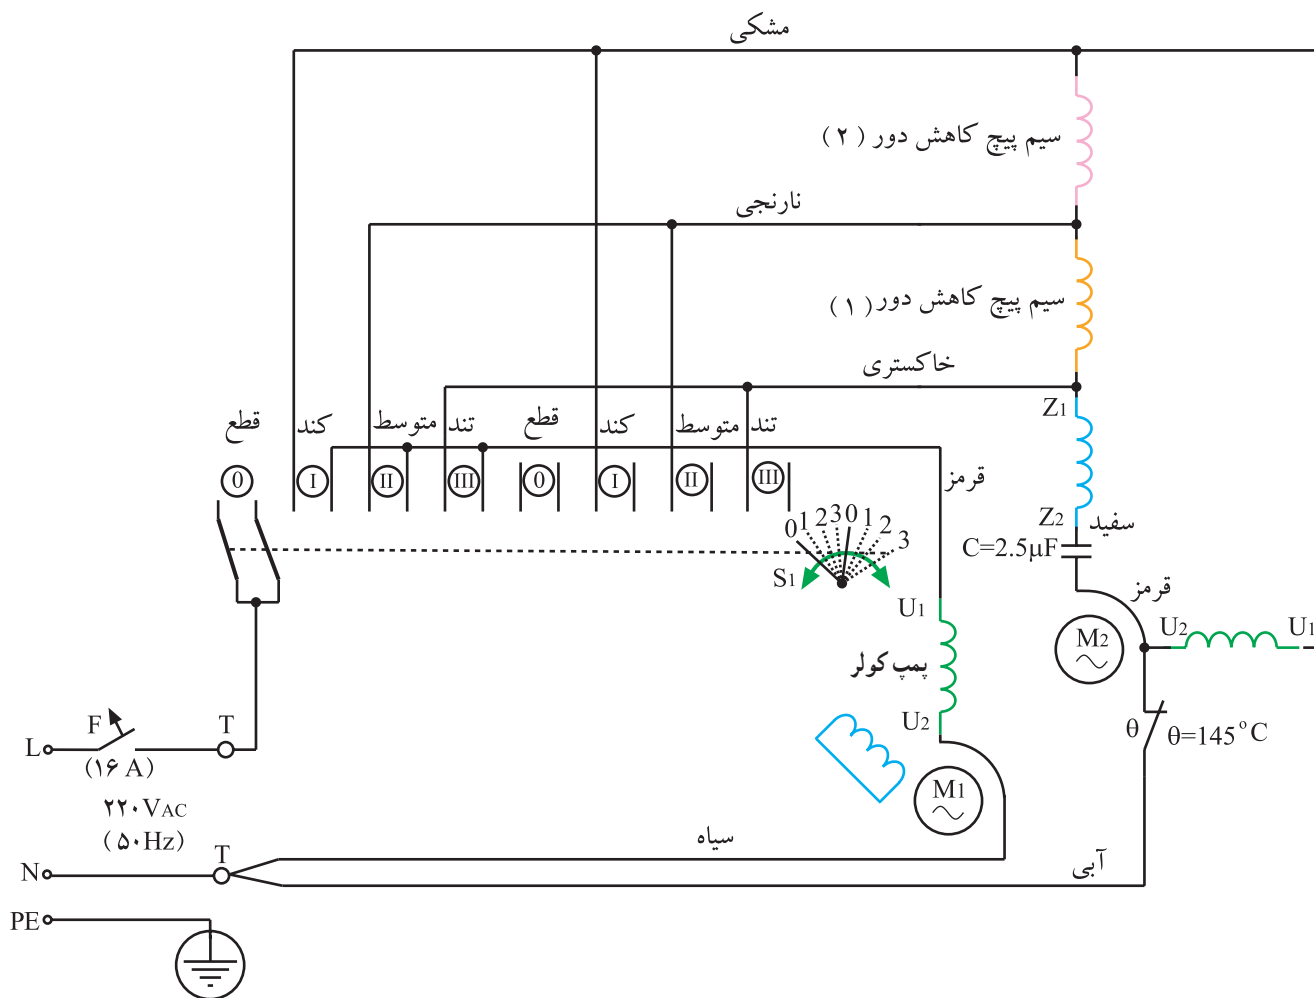 مشکی
سیم پیچ کاهش دور (۲)
نارنجی
سیم پیچ کاهش دور (۱)
خاکستری
قطع کند متوسط تند قطع کند متوسط تند
0 I II III 0 I II III
قرمز
0 1 2 3 0 1 2 3
S1
Z1
Z2 سفید
C=2.5µF
قرمز
M2
U2 U1
θ θ=145°C
U1
پمپ کولر
U2
M1
L F T
(۱۶ A)
۲۲۰VAC
(۵۰Hz)
سیاه
N T
آبی
PE